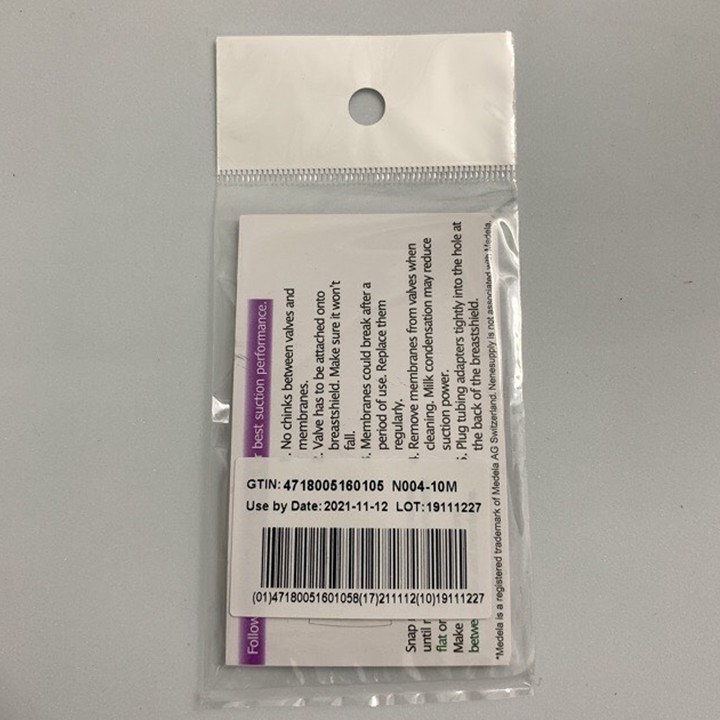 Follow
r best suction performance.
. No chinks between valves and
membranes.
. Valve has to be attached onto
breastshield. Make sure it won't
fall.
. Membranes could break after a
period of use. Replace them
regularly.
. Remove membranes from valves when
cleaning. Milk condensation may reduce
suction power.
. Plug tubing adapters tightly into the hole at
the back of the breastshield.
Snap
until
flat or
Make
betwe
*Medela is a registered trademark of Medela AG Switzerland. Nenesupply is not associated with Medela.
GTIN: 4718005160105 N004-10M
Use by Date: 2021-11-12 LOT: 19111227
(01)47180051601058(17)211112(10)19111227